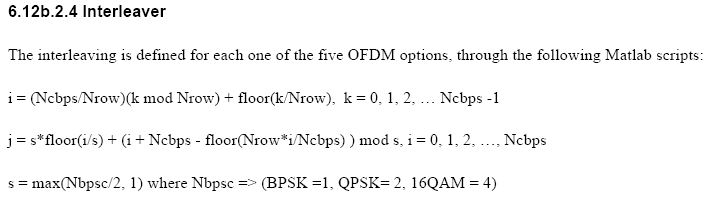 6.12b.2.4 Interleaver
The interleaving is defined for each one of the five OFDM options, through the following Matlab scripts:
i = (Ncbps/Nrow)(k mod Nrow) + floor(k/Nrow),  k = 0, 1, 2, … Ncbps -1
j = s*floor(i/s) + (i + Ncbps - floor(Nrow*i/Ncbps) ) mod s, i = 0, 1, 2, …, Ncbps
s = max(Nbpsc/2, 1) where Nbpsc => (BPSK =1, QPSK= 2, 16QAM = 4)